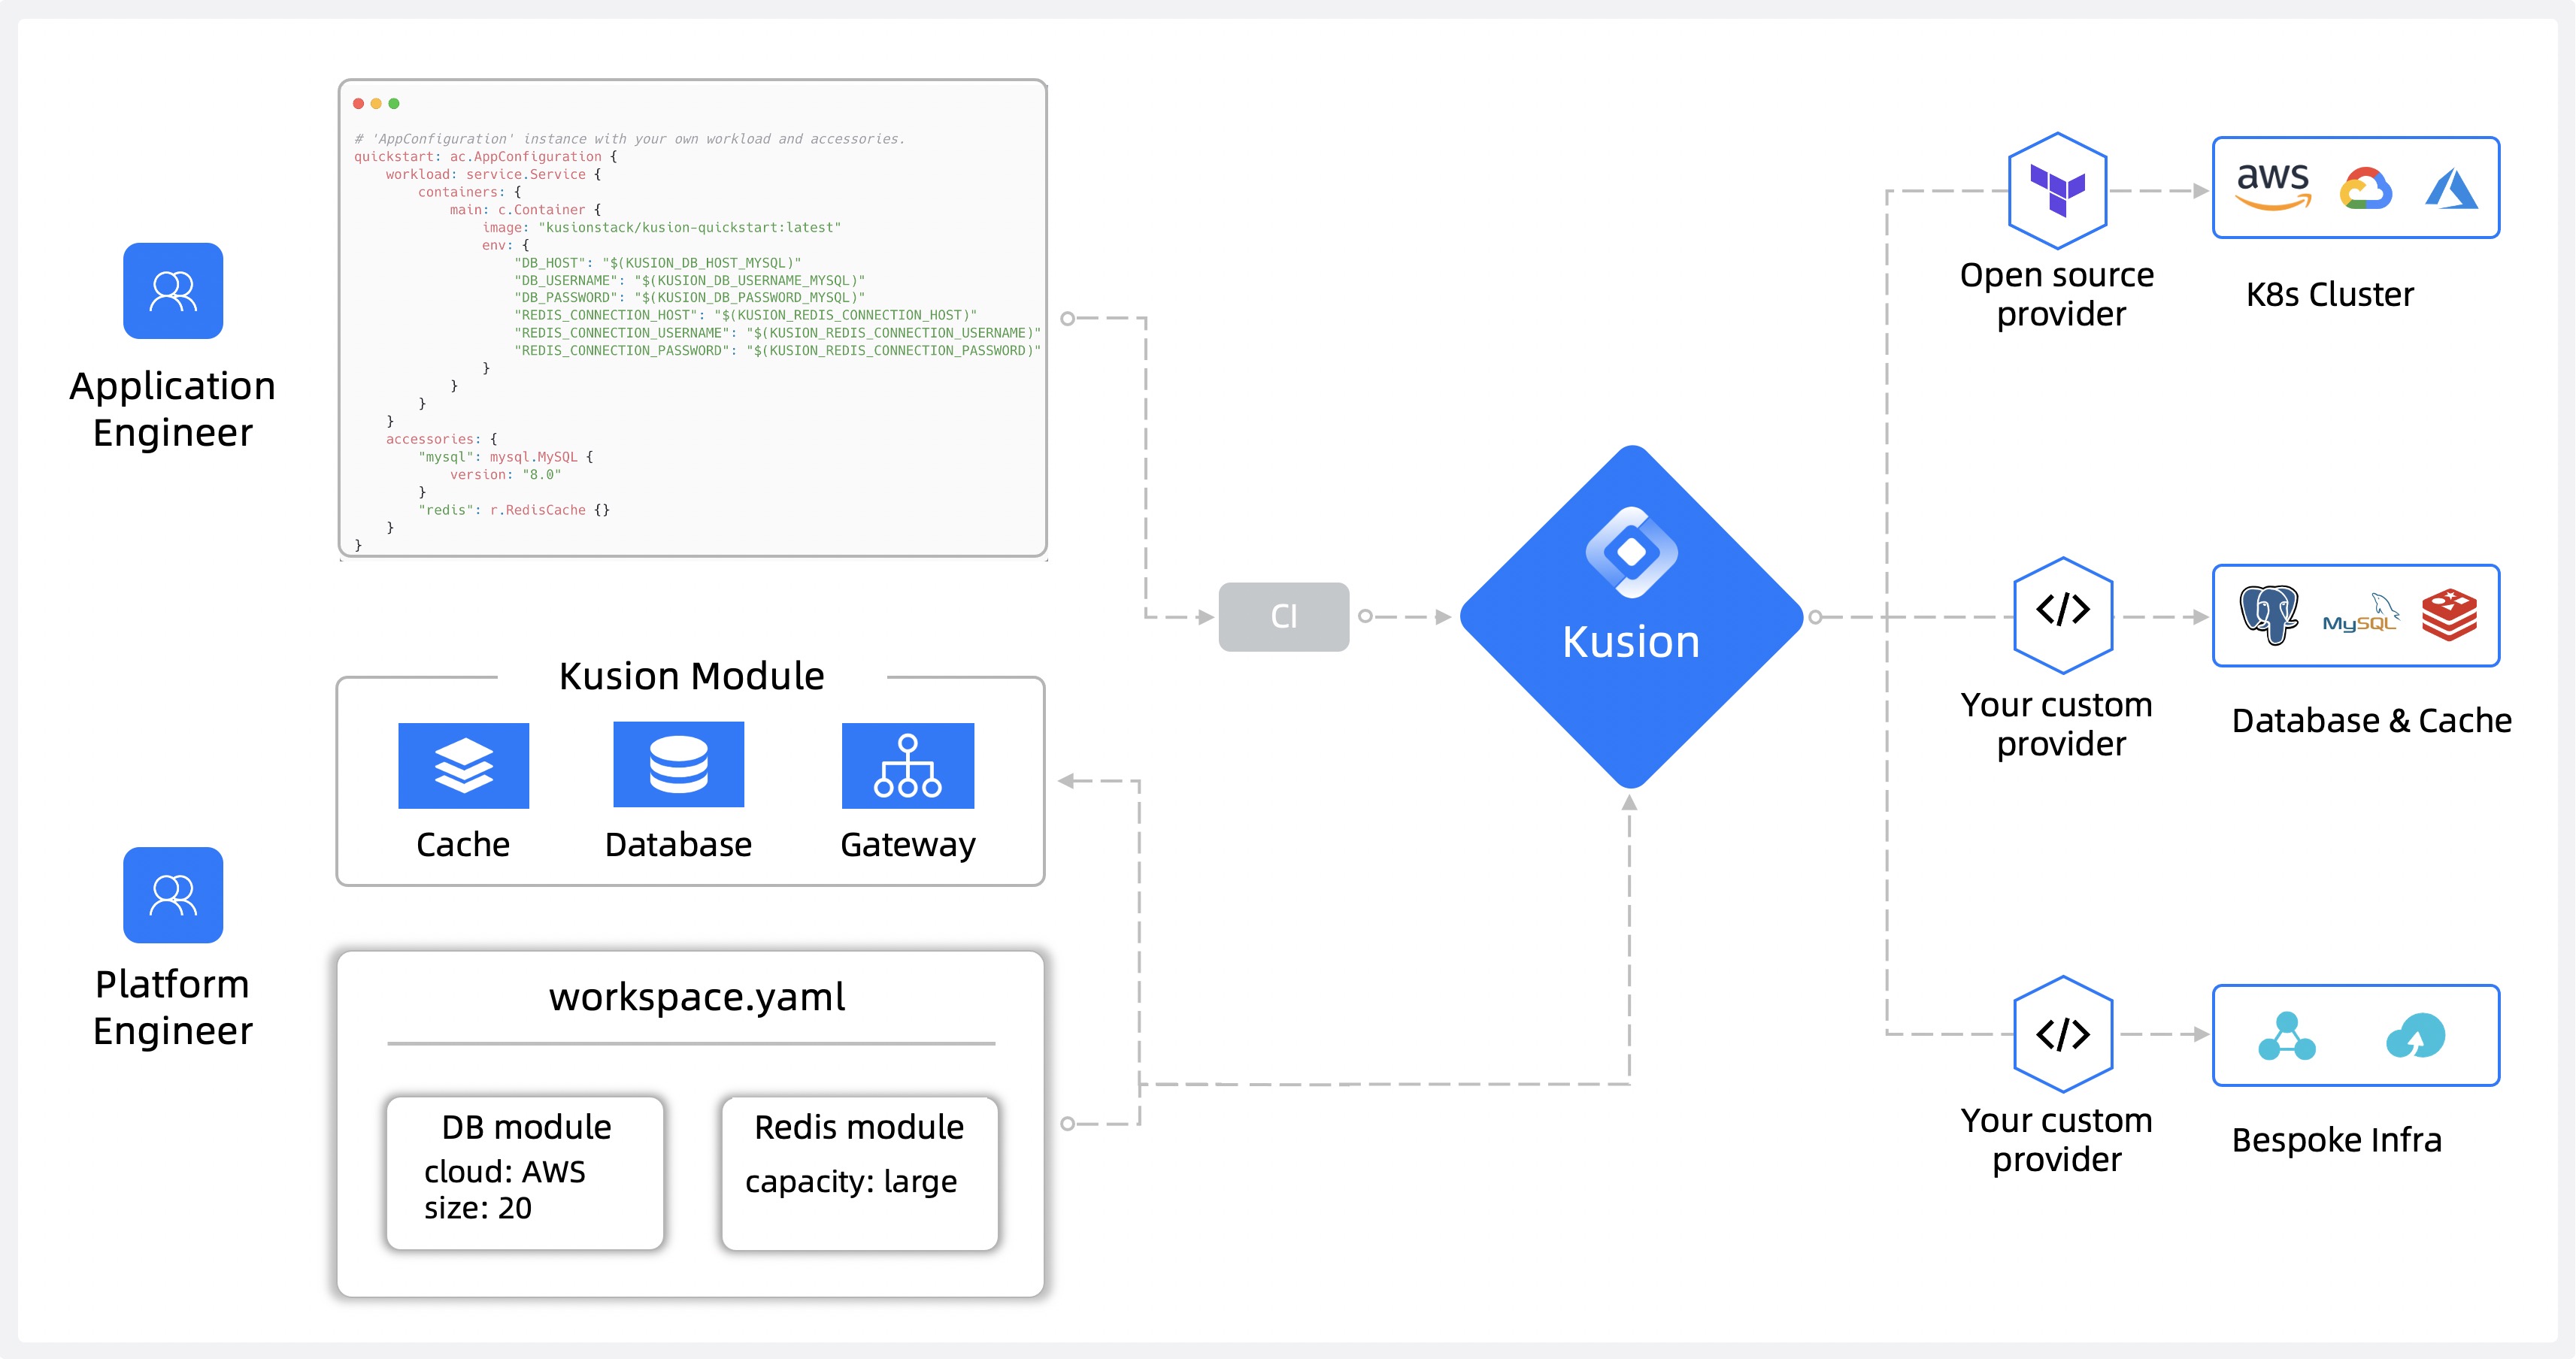 # 'AppConfiguration' instance with your own workload and accessories.
quickstart: ac.AppConfiguration {
    workload: service.Service {
        containers: {
            main: c.Container {
                image: "kusionstack/kusion-quickstart:latest"
                env: {
                    "DB_HOST": "$(KUSION_DB_HOST_MYSQL)"
                    "DB_USERNAME": "$(KUSION_DB_USERNAME_MYSQL)"
                    "DB_PASSWORD": "$(KUSION_DB_PASSWORD_MYSQL)"
                    "REDIS_CONNECTION_HOST": "$(KUSION_REDIS_CONNECTION_HOST)"
                    "REDIS_CONNECTION_USERNAME": "$(KUSION_REDIS_CONNECTION_USERNAME)"
                    "REDIS_CONNECTION_PASSWORD": "$(KUSION_REDIS_CONNECTION_PASSWORD)"
                }
            }
        }
    }
    accessories: {
        "mysql": mysql.MySQL {
            version: "8.0"
        }
        "redis": r.RedisCache {}
    }
}
Application
Engineer
Kusion Module
Cache
Database
Gateway
Platform
Engineer
workspace.yaml
DB module
cloud: AWS
size: 20
Redis module
capacity: large
CI
Kusion
Open source
provider
aws
K8s Cluster
</>
Your custom
provider
MySQL
Database & Cache
</>
Your custom
provider
Bespoke Infra